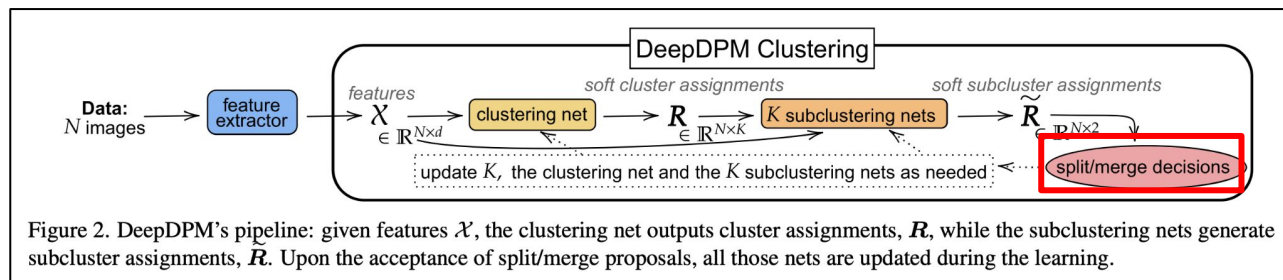 DeepDPM Clustering
features
soft cluster assignments
soft subcluster assignments
Data:
N images
feature
extractor
𝒳
∈ ℝ^{N×d}
clustering net
R
∈ ℝ^{N×K}
K subclustering nets
R̃
∈ ℝ^{N×2}
update K, the clustering net and the K subclustering nets as needed
split/merge decisions
Figure 2. DeepDPM's pipeline: given features 𝒳, the clustering net outputs cluster assignments, R, while the subclustering nets generate
subcluster assignments, R̃. Upon the acceptance of split/merge proposals, all those nets are updated during the learning.